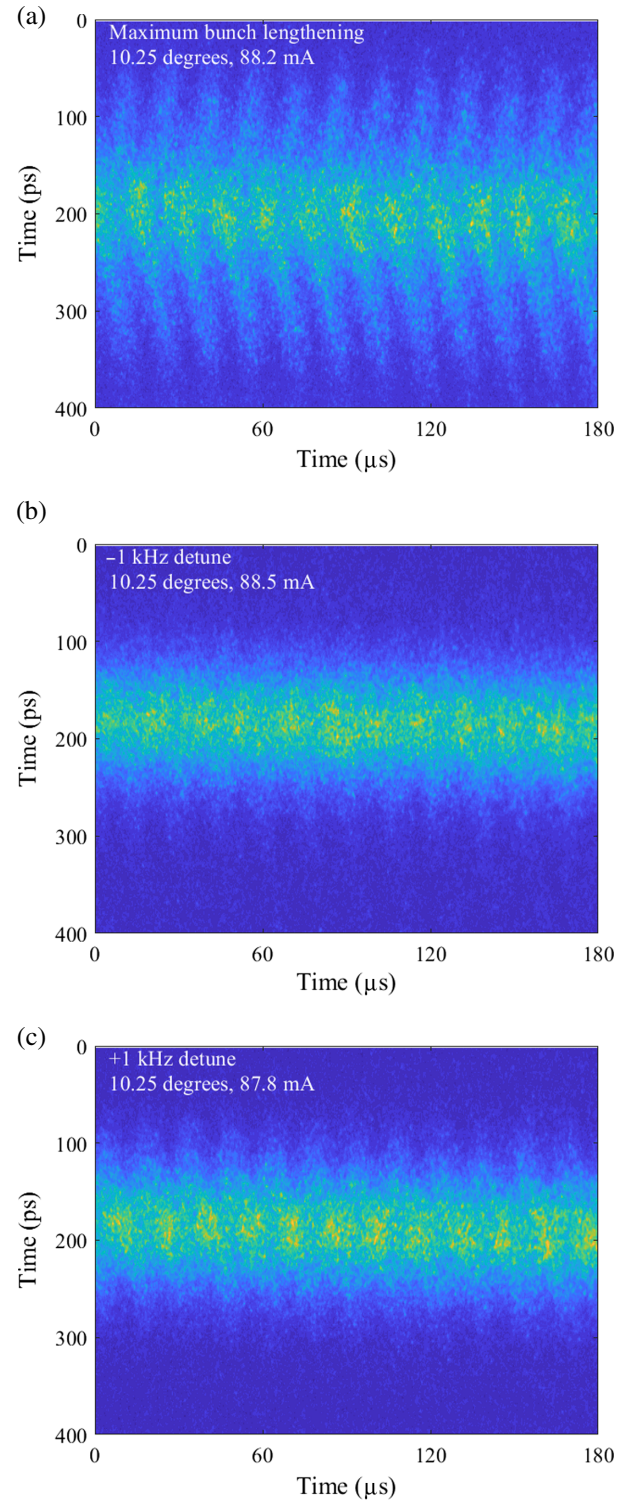 (a)
Maximum bunch lengthening
10.25 degrees, 88.2 mA
0
100
200
300
400
Time (ps)
0
60
120
180
Time (μs)
(b)
−1 kHz detune
10.25 degrees, 88.5 mA
0
100
200
300
400
Time (ps)
0
60
120
180
Time (μs)
(c)
+1 kHz detune
10.25 degrees, 87.8 mA
0
100
200
300
400
Time (ps)
0
60
120
180
Time (μs)